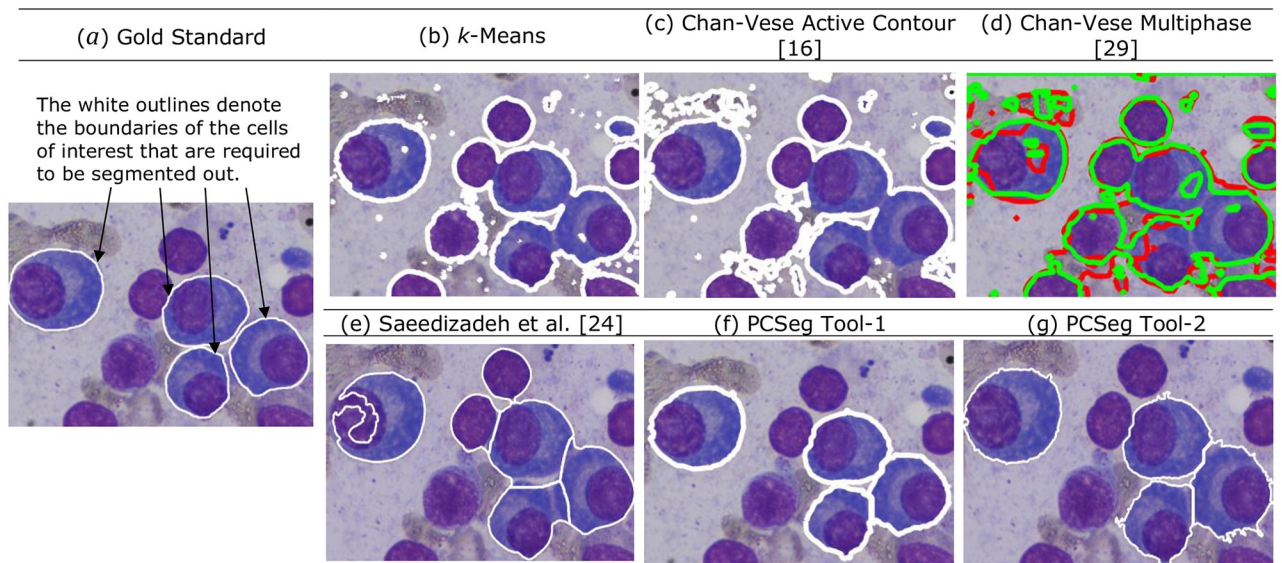 (a) Gold Standard
(b) k-Means
(c) Chan-Vese Active Contour
[16]
(d) Chan-Vese Multiphase
[29]
The white outlines denote
the boundaries of the cells
of interest that are required
to be segmented out.
(e) Saeedizadeh et al. [24]
(f) PCSeg Tool-1
(g) PCSeg Tool-2